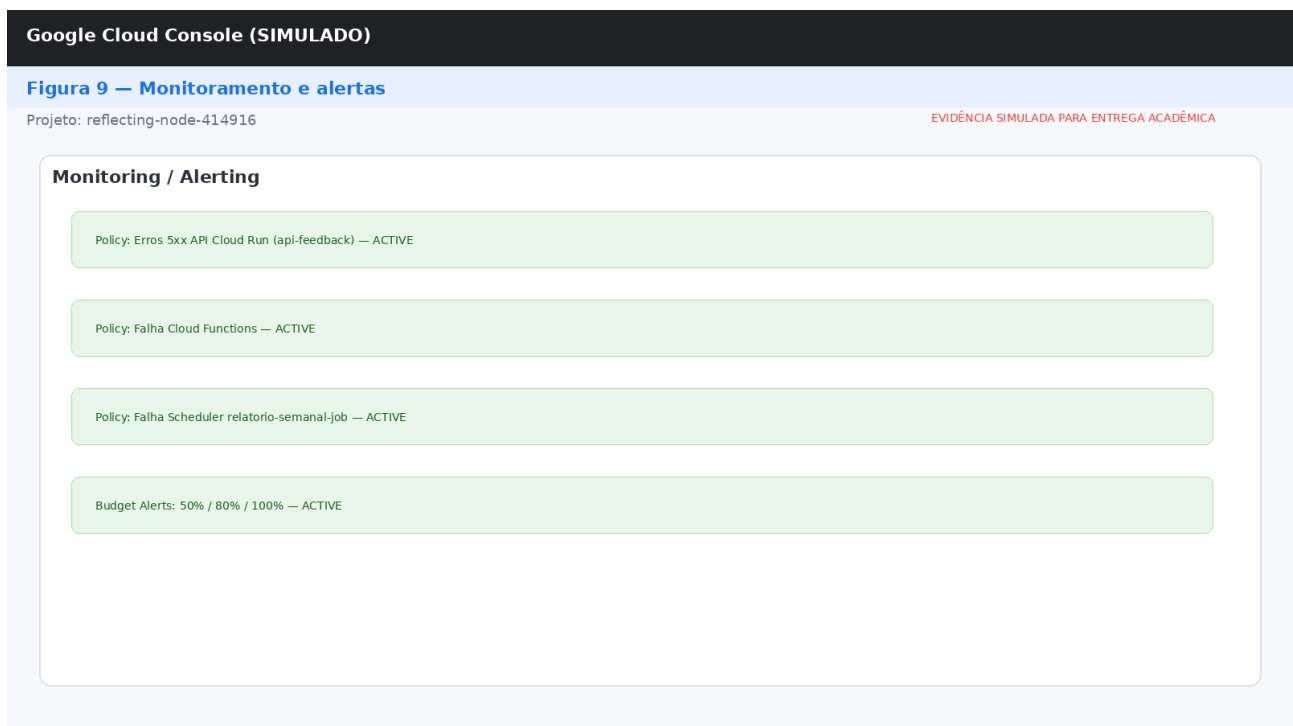 Google Cloud Console (SIMULADO)
Figura 9 — Monitoramento e alertas
Projeto: reflecting-node-414916
EVIDÊNCIA SIMULADA PARA ENTREGA ACADÊMICA
Monitoring / Alerting
Policy: Erros 5xx API Cloud Run (api-feedback) — ACTIVE
Policy: Falha Cloud Functions — ACTIVE
Policy: Falha Scheduler relatorio-semanal-job — ACTIVE
Budget Alerts: 50% / 80% / 100% — ACTIVE